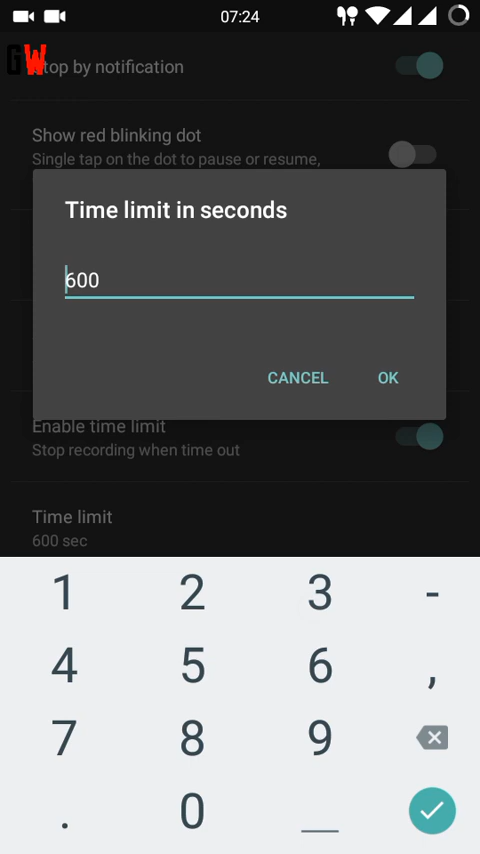 07:24
GW
Stop by notification
Show red blinking dot
Single tap on the dot to pause or resume,
Time limit in seconds
600
CANCEL OK
Enable time limit
Stop recording when time out
Time limit
600 sec
1 2 3 -
4 5 6 ,
7 8 9
. 0 _